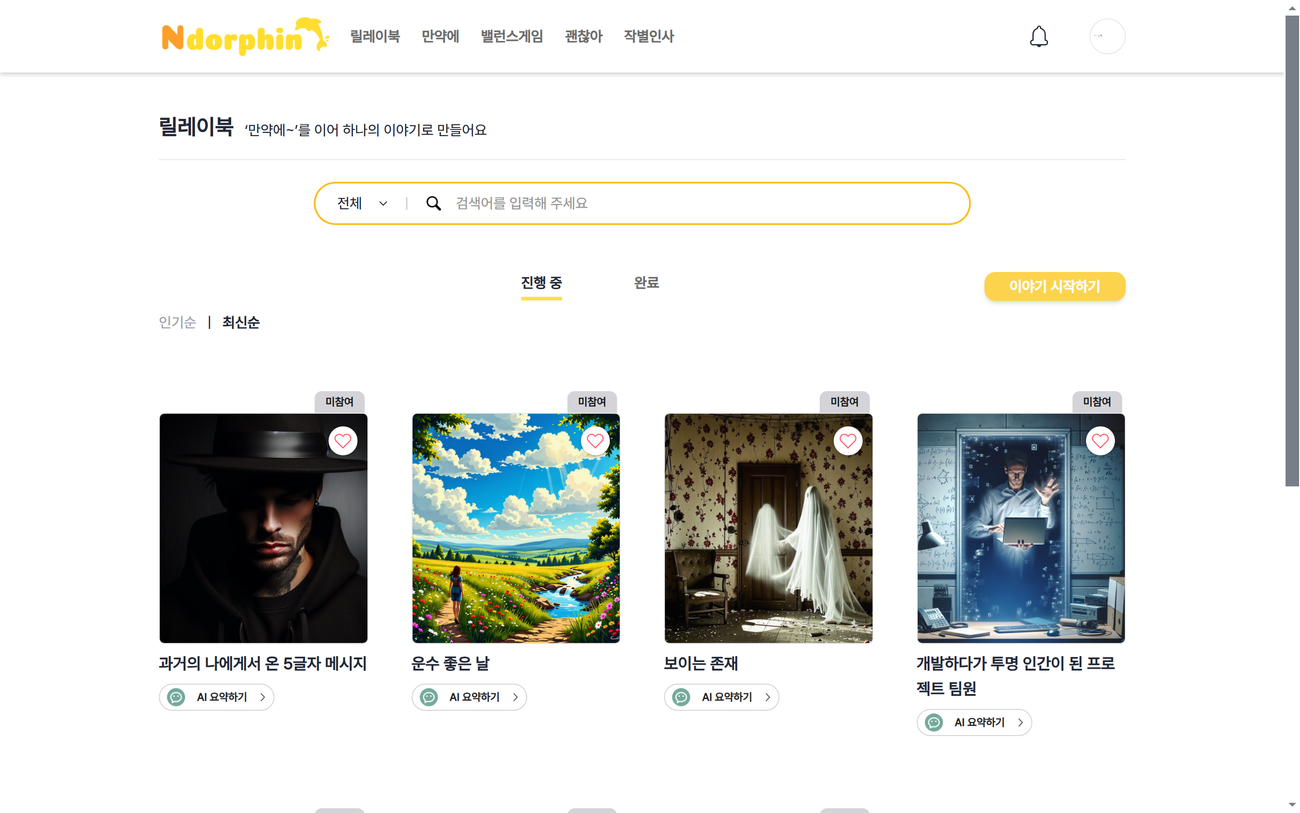 Ndorphin
릴레이북 만약에 밸런스게임 괜찮아 작별인사
릴레이북 '만약에~'를 이어 하나의 이야기로 만들어요
전체 | 검색어를 입력해 주세요
진행 중 완료 이야기 시작하기
인기순 | 최신순
미참여 미참여 미참여 미참여
과거의 나에게서 온 5글자 메시지
AI 요약하기
운수 좋은 날
AI 요약하기
보이는 존재
AI 요약하기
개발하다가 투명 인간이 된 프로
젝트 팀원
AI 요약하기